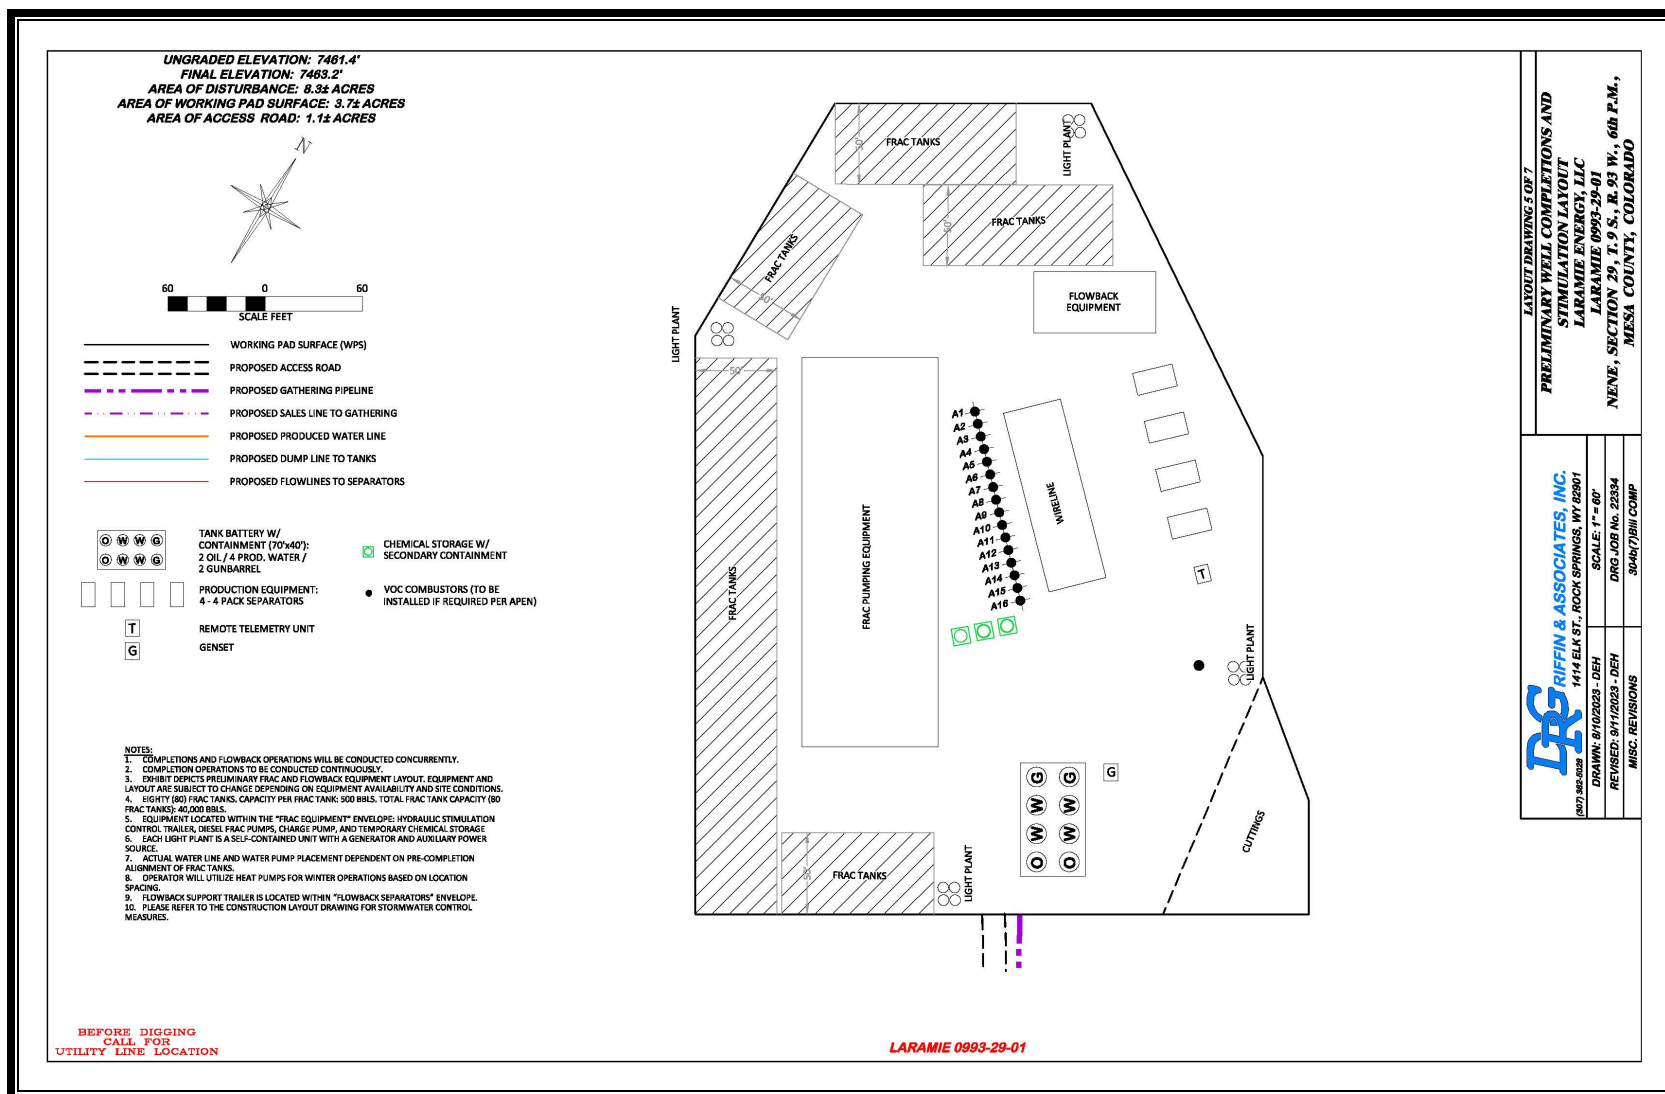 UNGRADED ELEVATION: 7461.4'
FINAL ELEVATION: 7463.2'
AREA OF DISTURBANCE: 8.3± ACRES
AREA OF WORKING PAD SURFACE: 3.7± ACRES
AREA OF ACCESS ROAD: 1.1± ACRES
N
60 0 60
SCALE FEET
WORKING PAD SURFACE (WPS)
PROPOSED ACCESS ROAD
PROPOSED GATHERING PIPELINE
PROPOSED SALES LINE TO GATHERING
PROPOSED PRODUCED WATER LINE
PROPOSED DUMP LINE TO TANKS
PROPOSED FLOWLINES TO SEPARATORS
O W W G
O W W G
TANK BATTERY W/
CONTAINMENT (70'x40'):
2 OIL / 4 PROD. WATER /
2 GUNBARREL
CHEMICAL STORAGE W/
SECONDARY CONTAINMENT
PRODUCTION EQUIPMENT:
4 - 4 PACK SEPARATORS
VOC COMBUSTORS (TO BE
INSTALLED IF REQUIRED PER APEN)
T
REMOTE TELEMETRY UNIT
G
GENSET
NOTES:
1. COMPLETIONS AND FLOWBACK OPERATIONS WILL BE CONDUCTED CONCURRENTLY.
2. COMPLETION OPERATIONS TO BE CONDUCTED CONTINUOUSLY.
3. EXHIBIT DEPICTS PRELIMINARY FRAC AND FLOWBACK EQUIPMENT LAYOUT. EQUIPMENT AND
LAYOUT ARE SUBJECT TO CHANGE DEPENDING ON EQUIPMENT AVAILABILITY AND SITE CONDITIONS.
4. EIGHTY (80) FRAC TANKS. CAPACITY PER FRAC TANK: 500 BBLS. TOTAL FRAC TANK CAPACITY (80
FRAC TANKS): 40,000 BBLS.
5. EQUIPMENT LOCATED WITHIN THE "FRAC EQUIPMENT" ENVELOPE: HYDRAULIC STIMULATION
CONTROL TRAILER, DIESEL FRAC PUMPS, CHARGE PUMP, AND TEMPORARY CHEMICAL STORAGE
6. EACH LIGHT PLANT IS A SELF-CONTAINED UNIT WITH A GENERATOR AND AUXILIARY POWER
SOURCE.
7. ACTUAL WATER LINE AND WATER PUMP PLACEMENT DEPENDENT ON PRE-COMPLETION
ALIGNMENT OF FRAC TANKS.
8. OPERATOR WILL UTILIZE HEAT PUMPS FOR WINTER OPERATIONS BASED ON LOCATION
SPACING.
9. FLOWBACK SUPPORT TRAILER IS LOCATED WITHIN "FLOWBACK SEPARATORS" ENVELOPE.
10. PLEASE REFER TO THE CONSTRUCTION LAYOUT DRAWING FOR STORMWATER CONTROL
MEASURES.
BEFORE DIGGING
CALL FOR
UTILITY LINE LOCATION
50'
FRAC TANKS
LIGHT PLANT
50'
FRAC TANKS
FRAC TANKS
50'
FLOWBACK
EQUIPMENT
LIGHT PLANT
50'
FRAC TANKS
FRAC PUMPING EQUIPMENT
A1
A2
A3
A4
A5
A6
A7
A8
A9
A10
A11
A12
A13
A14
A15
A16
WIRELINE
T
LIGHT PLANT
O W W G
O W W G
G
CUTTINGS
50'
FRAC TANKS
LIGHT PLANT
LARAMIE 0993-29-01
LAYOUT DRAWING 5 OF 7
PRELIMINARY WELL COMPLETIONS AND
STIMULATION LAYOUT
LARAMIE ENERGY, LLC
LARAMIE 0993-29-01
NENE, SECTION 29, T. 9 S., R. 93 W., 6th P.M.,
MESA COUNTY, COLORADO
DRG RIFFIN & ASSOCIATES, INC.
(307) 362-5028 1414 ELK ST., ROCK SPRINGS, WY 82901
DRAWN: 8/10/2023 - DEH SCALE: 1" = 60'
REVISED: 9/11/2023 - DEH DRG JOB No. 22334
MISC. REVISIONS 304b(7)Biii COMP